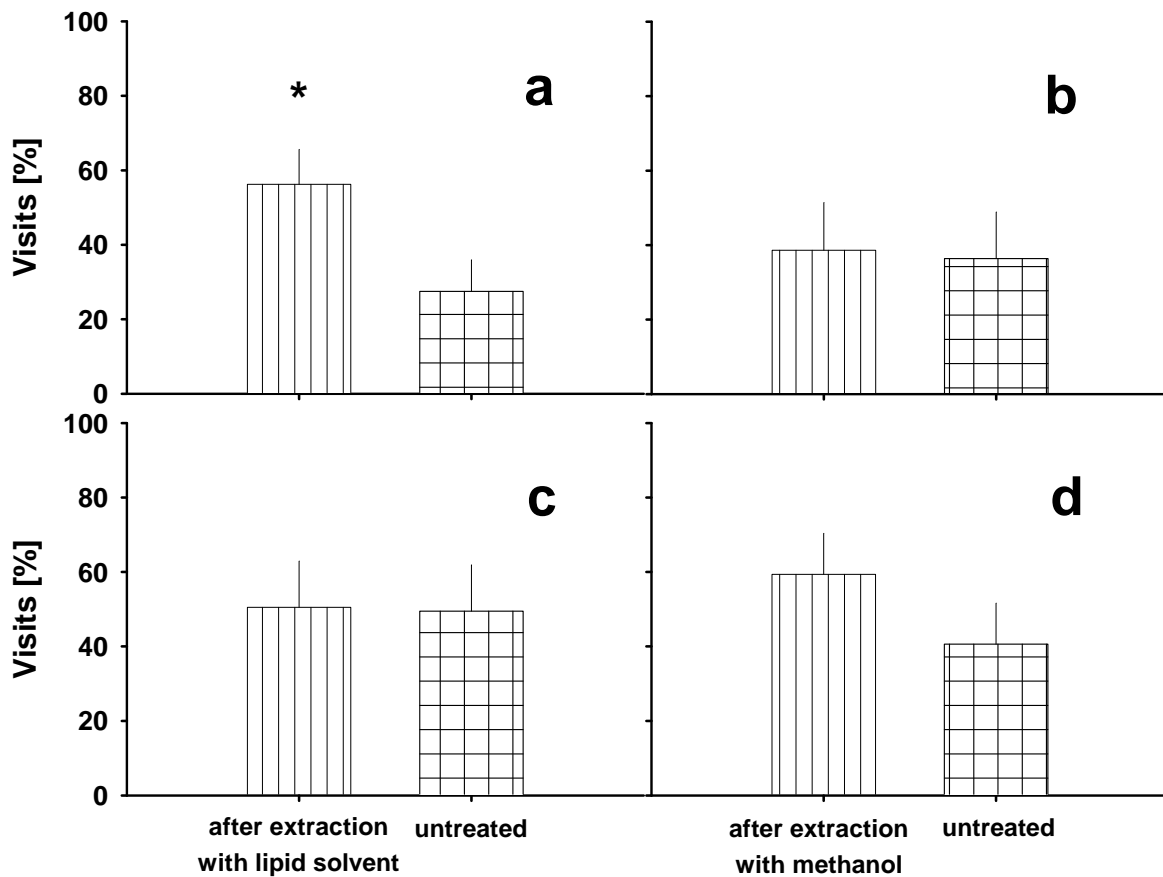 100
80
60
40
20
0
Visits [%]
*
a
b
100
80
60
40
20
0
Visits [%]
c
d
after extraction
with lipid solvent
untreated
after extraction
with methanol
untreated